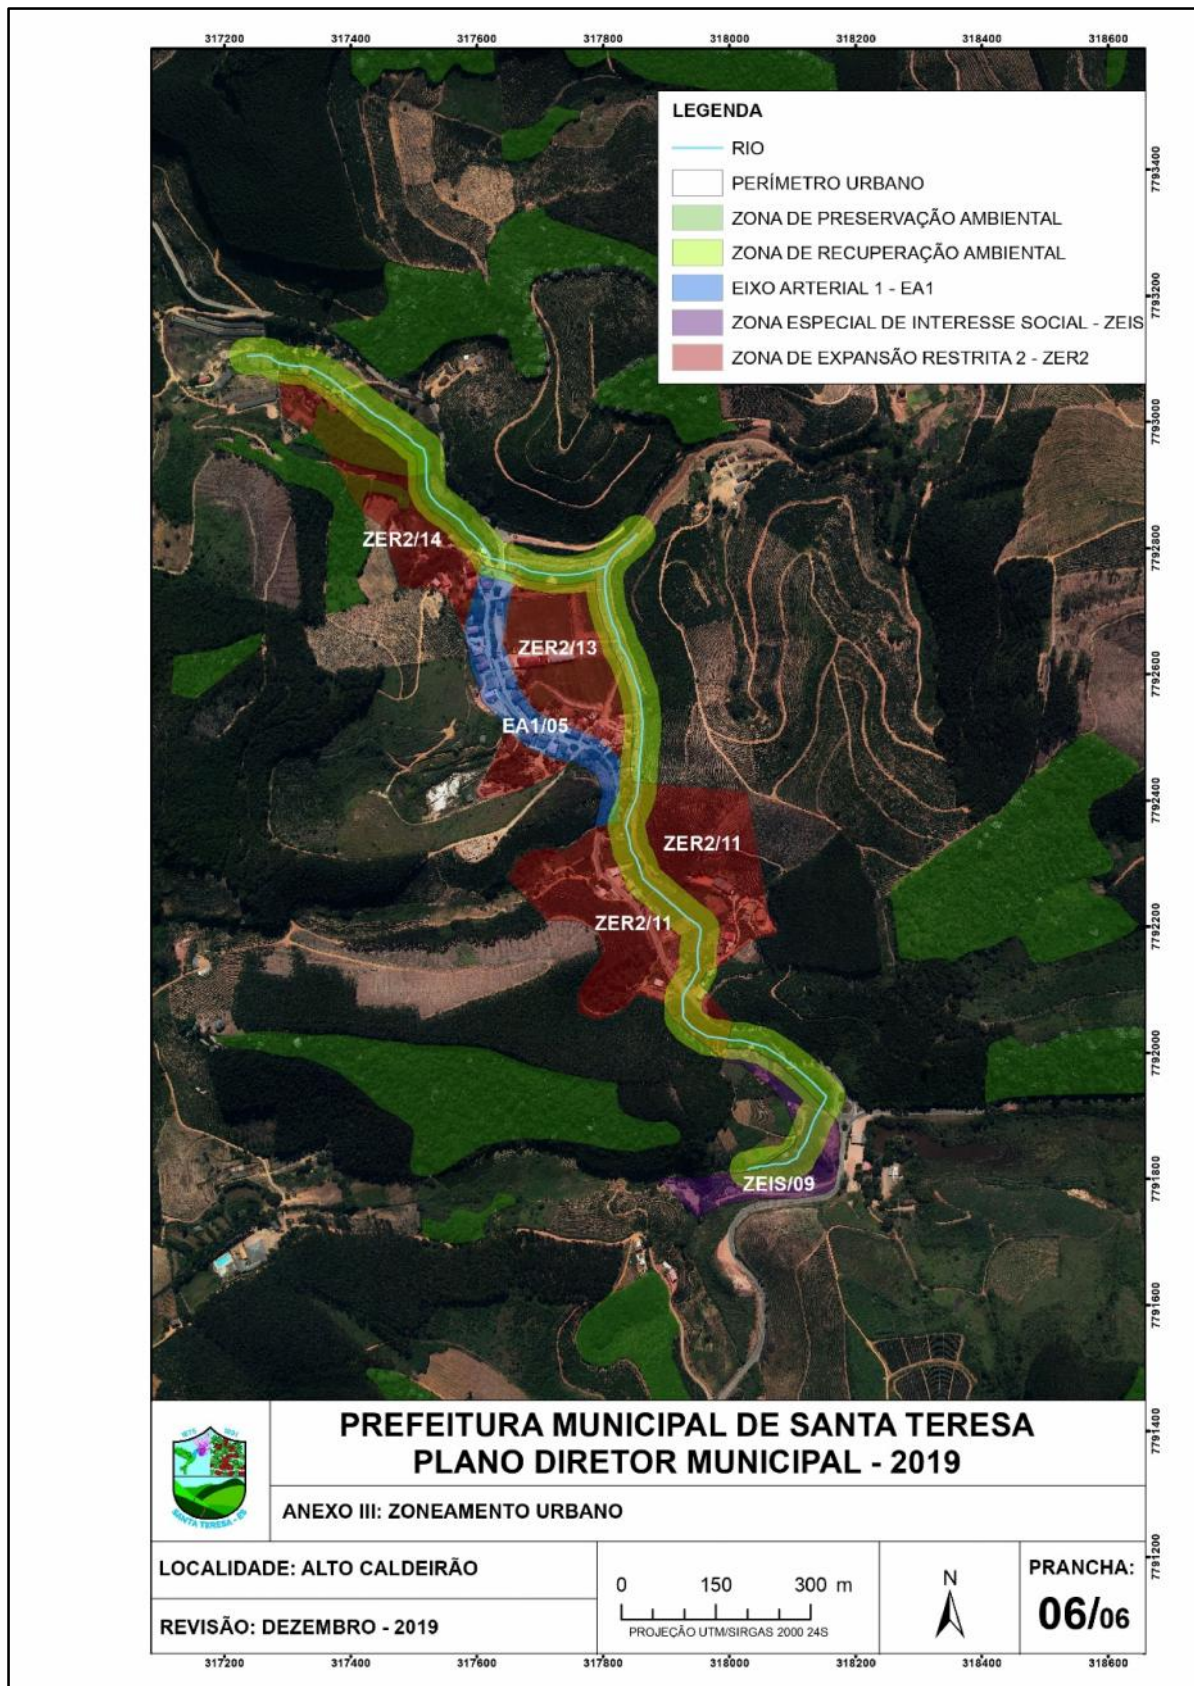 317200 317400 317600 317800 318000 318200 318400 318600
LEGENDA
RIO
PERÍMETRO URBANO
ZONA DE PRESERVAÇÃO AMBIENTAL
ZONA DE RECUPERAÇÃO AMBIENTAL
EIXO ARTERIAL 1 - EA1
ZONA ESPECIAL DE INTERESSE SOCIAL - ZEIS
ZONA DE EXPANSÃO RESTRITA 2 - ZER2
7793400
7793200
7793000
7792800
7792600
7792400
7792200
7792000
7791800
7791600
7791400
7791200
ZER2/14
ZER2/13
EA1/05
ZER2/11
ZER2/11
ZEIS/09
1875 1891
SANTA TERESA - ES
PREFEITURA MUNICIPAL DE SANTA TERESA
PLANO DIRETOR MUNICIPAL - 2019
ANEXO III: ZONEAMENTO URBANO
LOCALIDADE: ALTO CALDEIRÃO
REVISÃO: DEZEMBRO - 2019
0 150 300 m
PROJEÇÃO UTM/SIRGAS 2000 24S
N
PRANCHA:
06/06
317200 317400 317600 317800 318000 318200 318400 318600